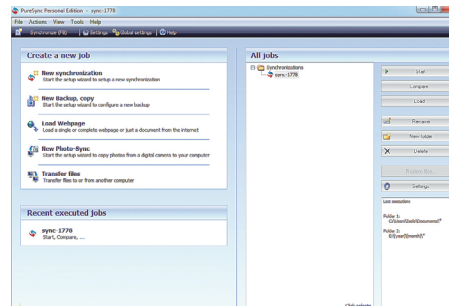 PureSync Personal Edition - sync-1778
File Actions View Tools Help
Synchronize (F6) Settings Global settings Help
Create a new job
New synchronization
Start the setup wizard to setup a new synchronization
New Backup, copy
Start the setup wizard to configure a new backup
Load Webpage
Load a single or complete webpage or just a document from the internet
New Photo-Sync
Start the setup wizard to copy photos from a digital camera to your computer
Transfer files
Transfer files to or from another computer
Recent executed jobs
sync-1778
Start, Compare, ...
All jobs
Synchronizations
sync-1778
Start
Compare
Load
Rename
New folder
Delete
Restore files...
Settings
Last executions
Folder 1:
Folder 2: